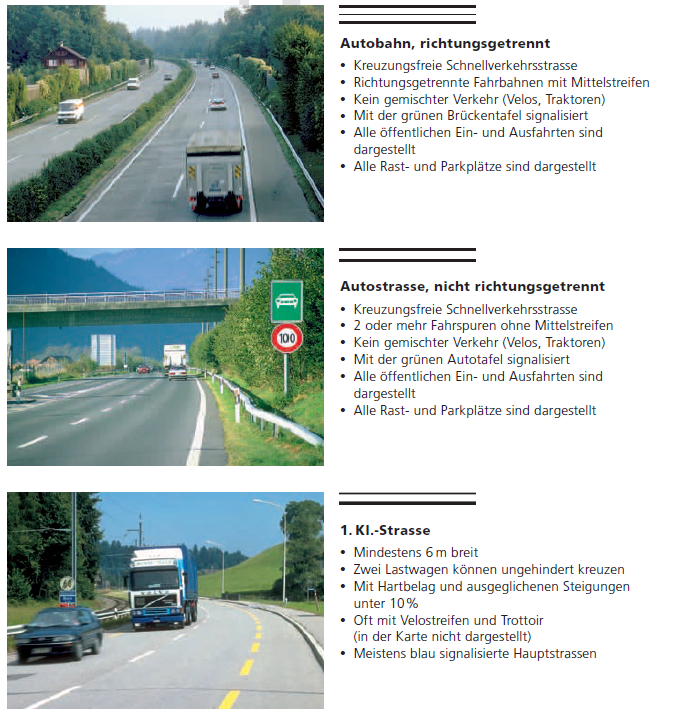 Autobahn, richtungsgetrennt
• Kreuzungsfreie Schnellverkehrsstrasse
• Richtungsgetrennte Fahrbahnen mit Mittelstreifen
• Kein gemischter Verkehr (Velos, Traktoren)
• Mit der grünen Brückentafel signalisiert
• Alle öffentlichen Ein- und Ausfahrten sind
dargestellt
• Alle Rast- und Parkplätze sind dargestellt
100
Autostrasse, nicht richtungsgetrennt
• Kreuzungsfreie Schnellverkehrsstrasse
• 2 oder mehr Fahrspuren ohne Mittelstreifen
• Kein gemischter Verkehr (Velos, Traktoren)
• Mit der grünen Autotafel signalisiert
• Alle öffentlichen Ein- und Ausfahrten sind
dargestellt
• Alle Rast- und Parkplätze sind dargestellt
VOLVO
1. Kl.-Strasse
• Mindestens 6 m breit
• Zwei Lastwagen können ungehindert kreuzen
• Mit Hartbelag und ausgeglichenen Steigungen
unter 10 %
• Oft mit Velostreifen und Trottoir
(in der Karte nicht dargestellt)
• Meistens blau signalisierte Hauptstrassen